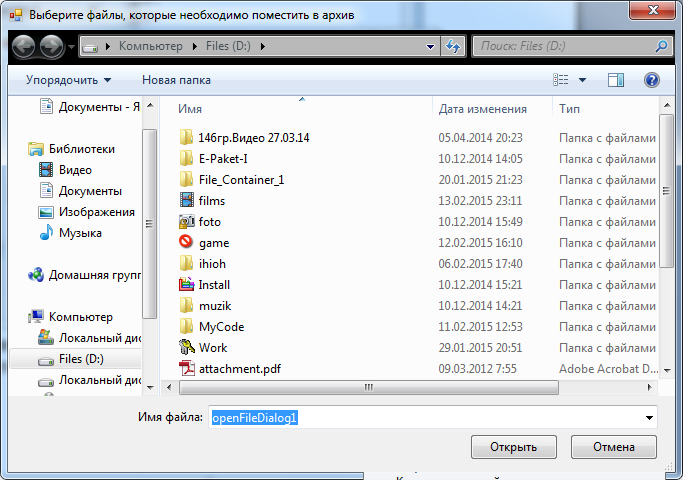 Выберите файлы, которые необходимо поместить в архив
Компьютер Files (D:)
Поиск: Files (D:)
Упорядочить Новая папка
Документы - Я
Библиотеки
Видео
Документы
Изображения
Музыка
Домашняя групп
Компьютер
Локальный дис
Files (D:)
Локальный дис
Имя Дата изменения Тип
146гр.Видео 27.03.14 05.04.2014 20:23 Папка с файлами
E-Paket-I 10.12.2014 14:05 Папка с файлами
File_Container_1 20.01.2015 21:23 Папка с файлами
films 13.02.2015 23:11 Папка с файлами
foto 10.12.2014 15:49 Папка с файлами
game 12.02.2015 16:10 Папка с файлами
ihioh 06.02.2015 17:40 Папка с файлами
Install 10.12.2014 15:21 Папка с файлами
muzik 10.12.2014 14:21 Папка с файлами
MyCode 11.02.2015 12:53 Папка с файлами
Work 29.01.2015 20:51 Папка с файлами
attachment.pdf 09.03.2012 7:55 Adobe Acrobat D...
Имя файла: openFileDialog1
Открыть Отмена